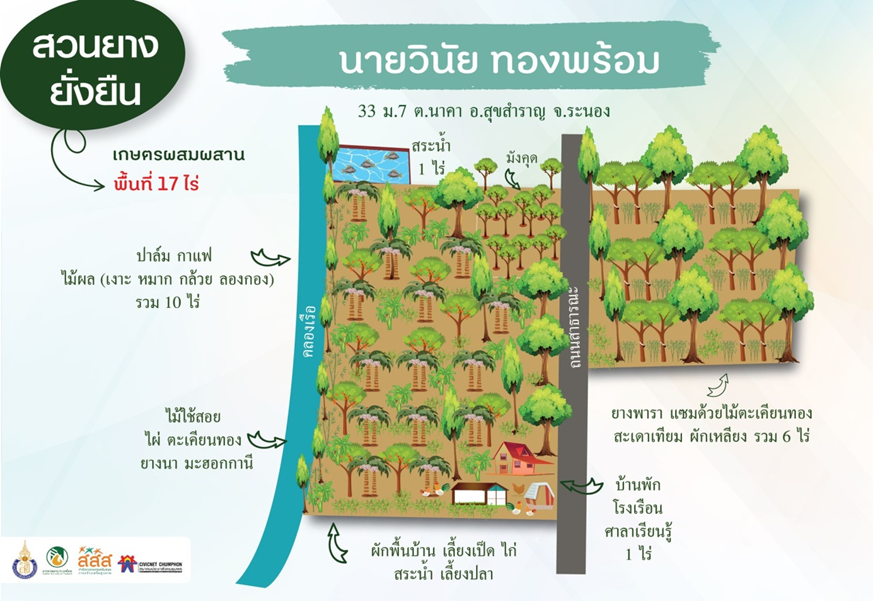 สวนยาง
ยั่งยืน
นายวินัย ทองพร้อม
33 ม.7 ต.นาคา อ.สุขสำราญ จ.ระนอง
เกษตรผสมผสาน
พื้นที่ 17 ไร่
สระน้ำ
1 ไร่
มังคุด
ปาล์ม กาแฟ
ไม้ผล (เงาะ หมาก กล้วย ลองกอง)
รวม 10 ไร่
คลองเรือ
ถนนสาธารณะ
ไม้ใช้สอย
ไผ่ ตะเคียนทอง
ยางนา มะฮอกกานี
ยางพารา แซมด้วยไม้ตะเคียนทอง
สะเดาเทียม ผักเหลียง รวม 6 ไร่
บ้านพัก
โรงเรือน
ศาลาเรียนรู้
1 ไร่
ผักพื้นบ้าน เลี้ยงเป็ด ไก่
สระน้ำ เลี้ยงปลา
สสส
CIVICNET CHUMPHON